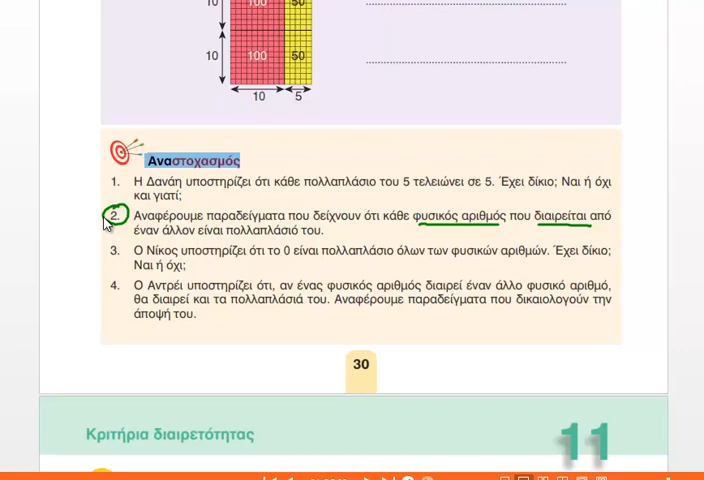 10
100
50
10
100
50
10
5
Αναστοχασμός
1. Η Δανάη υποστηρίζει ότι κάθε πολλαπλάσιο του 5 τελειώνει σε 5. Έχει δίκιο; Ναι ή όχι
και γιατί;
2. Αναφέρουμε παραδείγματα που δείχνουν ότι κάθε φυσικός αριθμός που διαιρείται από
έναν άλλον είναι πολλαπλάσιό του.
3. Ο Νίκος υποστηρίζει ότι το 0 είναι πολλαπλάσιο όλων των φυσικών αριθμών. Έχει δίκιο;
Ναι ή όχι;
4. Ο Αντρέι υποστηρίζει ότι, αν ένας φυσικός αριθμός διαιρεί έναν άλλο φυσικό αριθμό,
θα διαιρεί και τα πολλαπλάσιά του. Αναφέρουμε παραδείγματα που δικαιολογούν την
άποψή του.
30
Κριτήρια διαιρετότητας
11